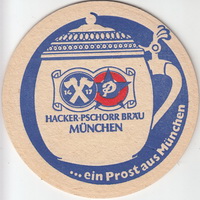 14 17
HACKER-PSCHORR BRÄU
MÜNCHEN
...ein Prost aus München